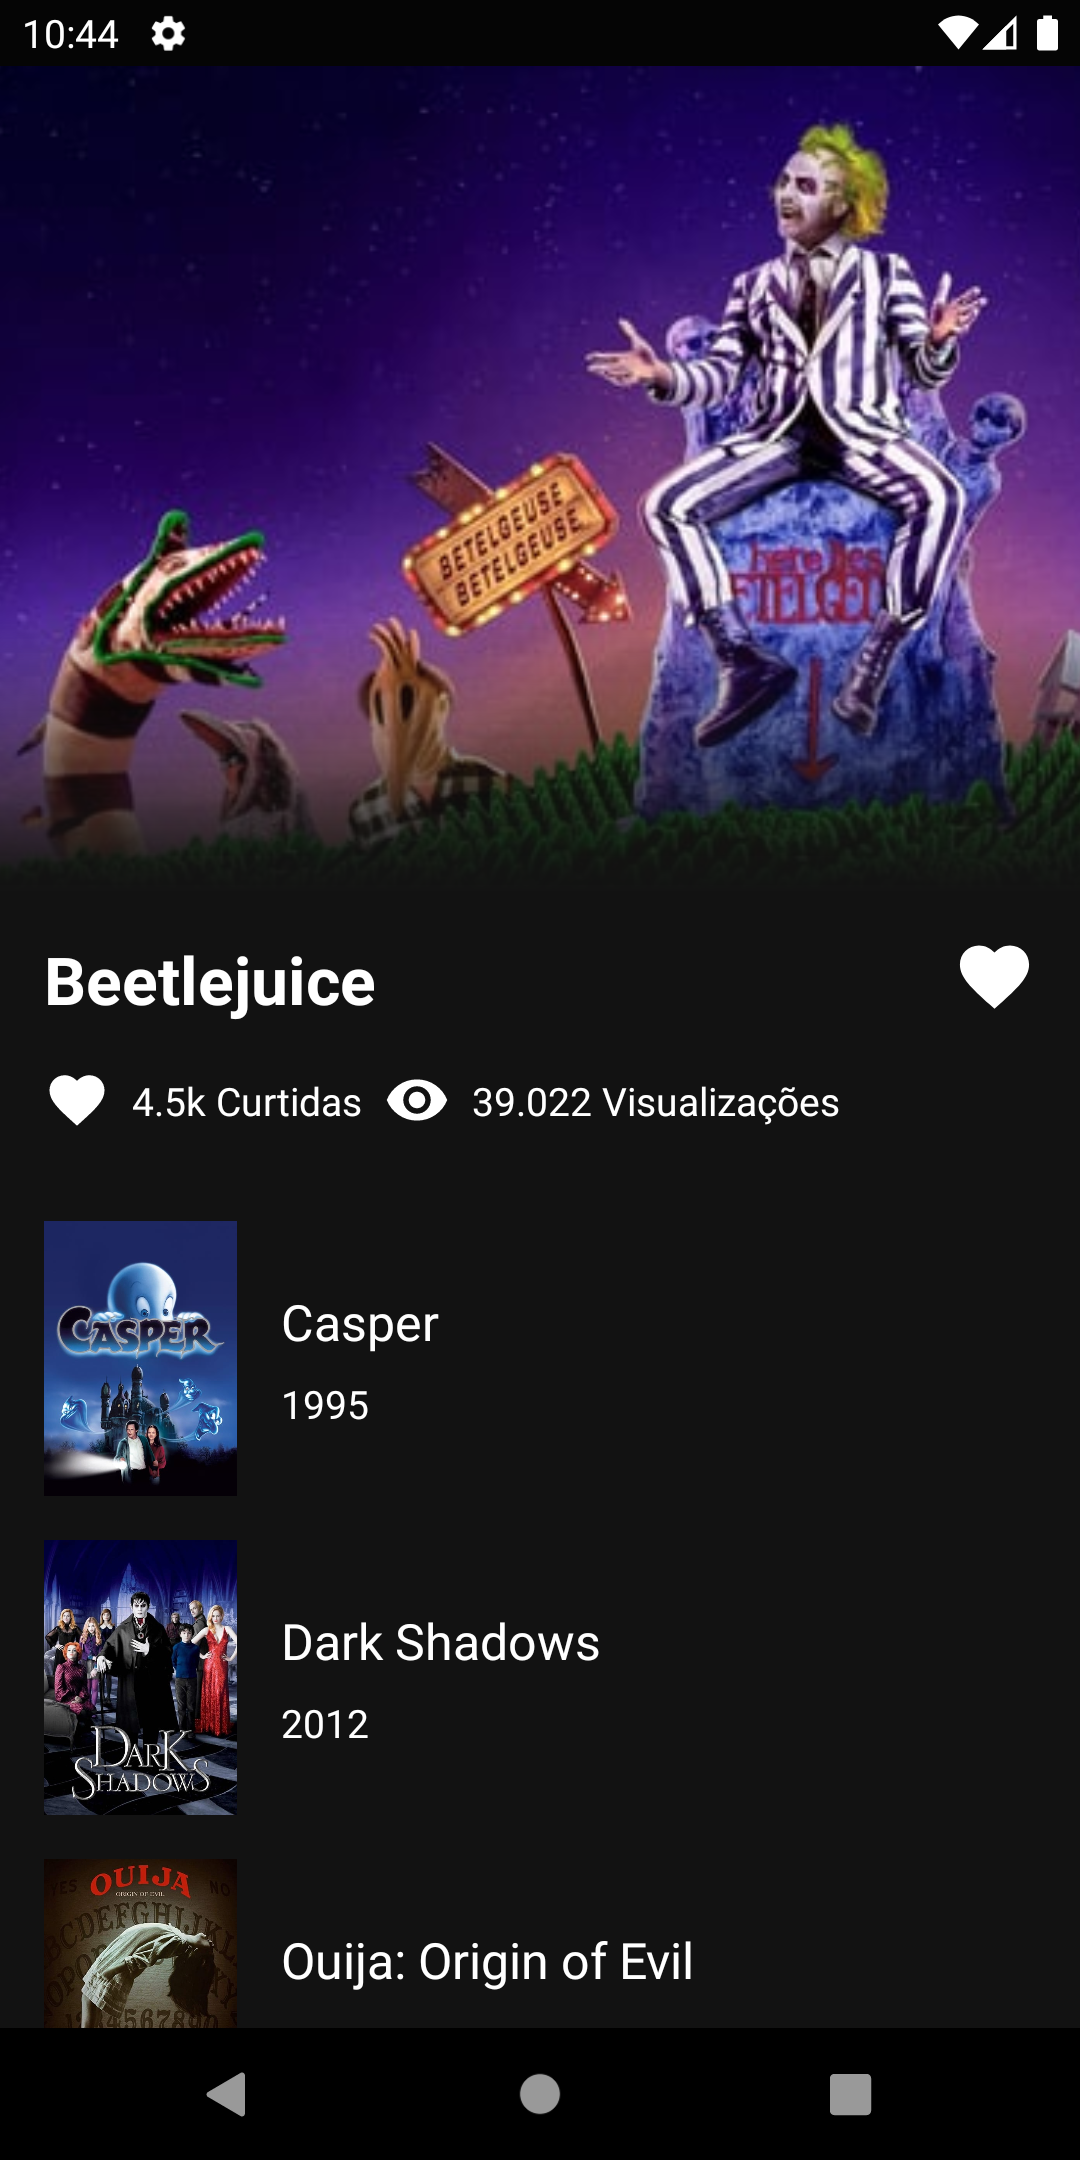 10:44
BETELGEUSE
BETELGEUSE
here lies
Beetlejuice
4.5k Curtidas 39.022 Visualizações
CASPER
Casper
1995
DARK
SHADOWS
Dark Shadows
2012
YES OUIJA NO
ORIGIN OF EVIL
Ouija: Origin of Evil